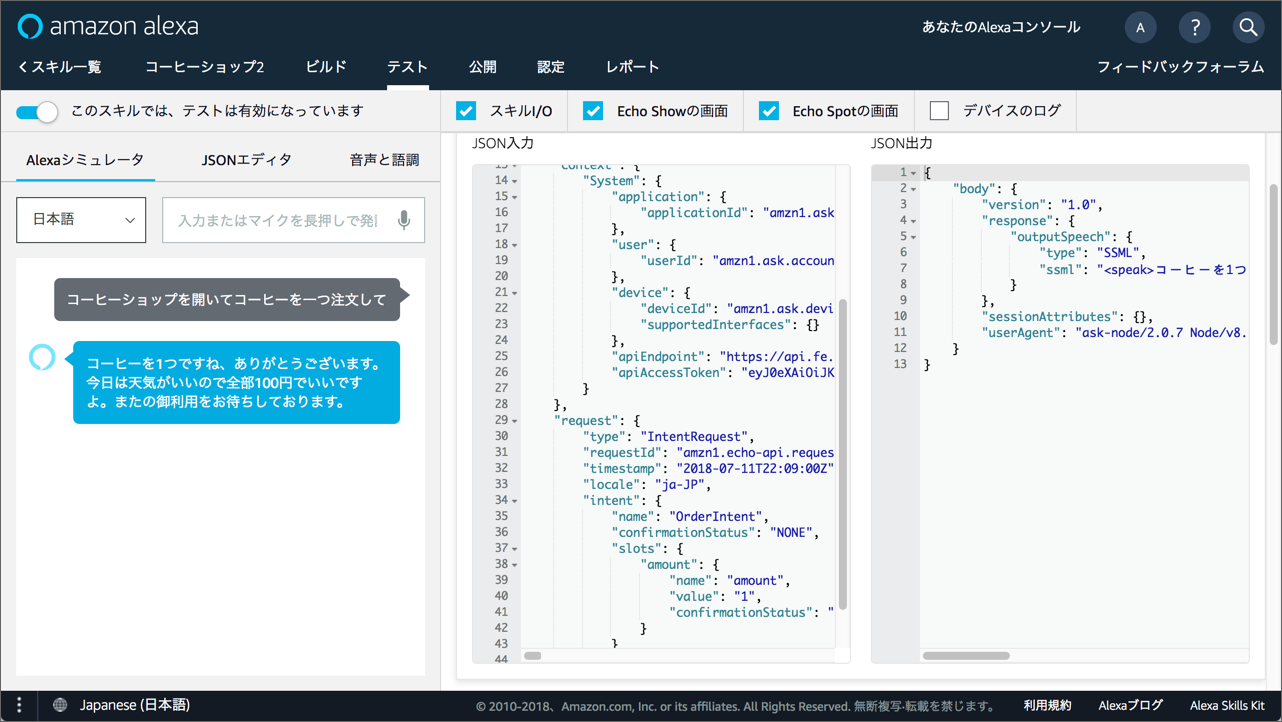 amazon alexa
あなたのAlexaコンソール
A
?
スキル一覧
コーヒーショップ2
ビルド
テスト
公開
認定
レポート
フィードバックフォーラム
このスキルでは、テストは有効になっています
スキルI/O
Echo Showの画面
Echo Spotの画面
デバイスのログ
Alexaシミュレータ
JSONエディタ
音声と語調
日本語
入力またはマイクを長押しで発
コーヒーショップを開いてコーヒーを一つ注文して
コーヒーを1つですね、ありがとうございます。
今日は天気がいいので全部100円でいいです
よ。またの御利用をお待ちしております。
JSON入力
13 "context": {
14 "System": {
15 "application": {
16 "applicationId": "amzn1.ask
17 },
18 "user": {
19 "userId": "amzn1.ask.accoun
20 },
21 "device": {
22 "deviceId": "amzn1.ask.devi
23 "supportedInterfaces": {}
24 },
25 "apiEndpoint": "https://api.fe.
26 "apiAccessToken": "eyJ0eXAiOiJK
27 }
28 },
29 "request": {
30 "type": "IntentRequest",
31 "requestId": "amzn1.echo-api.reques
32 "timestamp": "2018-07-11T22:09:00Z"
33 "locale": "ja-JP",
34 "intent": {
35 "name": "OrderIntent",
36 "confirmationStatus": "NONE",
37 "slots": {
38 "amount": {
39 "name": "amount",
40 "value": "1",
41 "confirmationStatus": "
42 }
43 }
44
JSON出力
1 {
2 "body": {
3 "version": "1.0",
4 "response": {
5 "outputSpeech": {
6 "type": "SSML",
7 "ssml": "<speak>コーヒーを1つ
8 }
9 },
10 "sessionAttributes": {},
11 "userAgent": "ask-node/2.0.7 Node/v8.
12 }
13 }
Japanese (日本語)
© 2010-2018、Amazon.com, Inc. or its affiliates. All Rights Reserved. 無断複写・転載を禁じます。
利用規約
Alexaブログ
Alexa Skills Kit